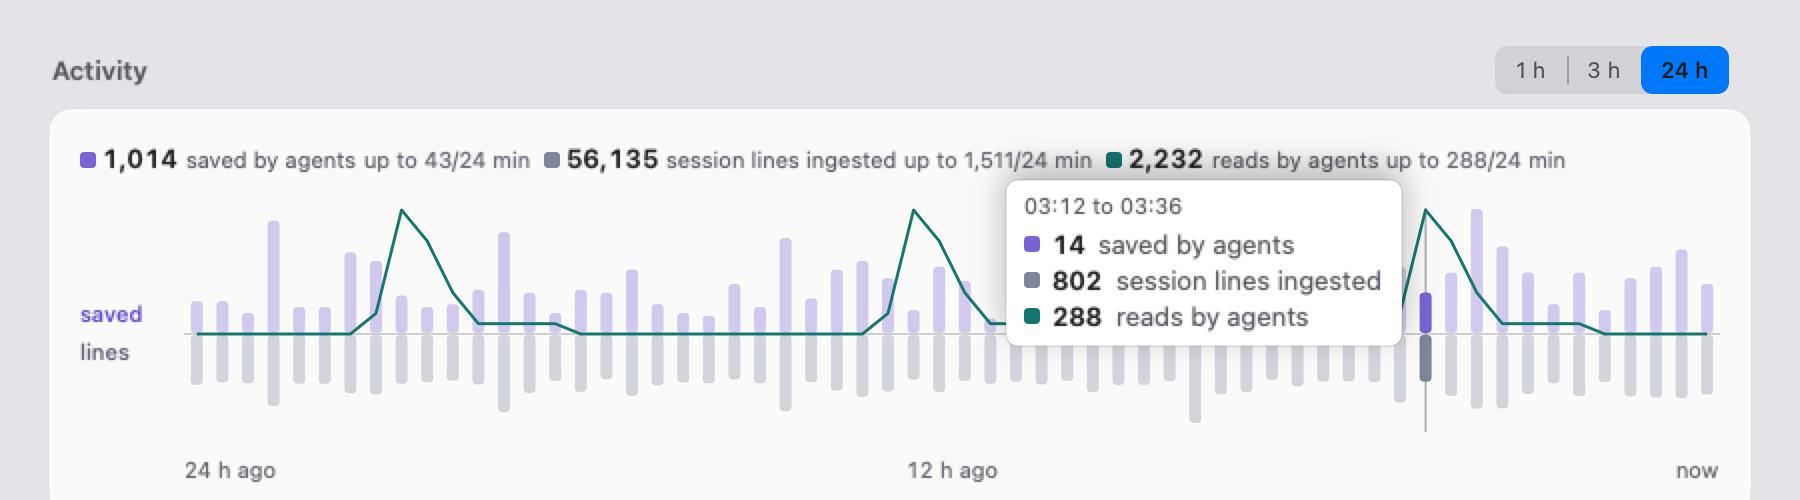 Activity
1 h
3 h
24 h
1,014 saved by agents up to 43/24 min
56,135 session lines ingested up to 1,511/24 min
2,232 reads by agents up to 288/24 min
03:12 to 03:36
14 saved by agents
802 session lines ingested
288 reads by agents
saved
lines
24 h ago
12 h ago
now